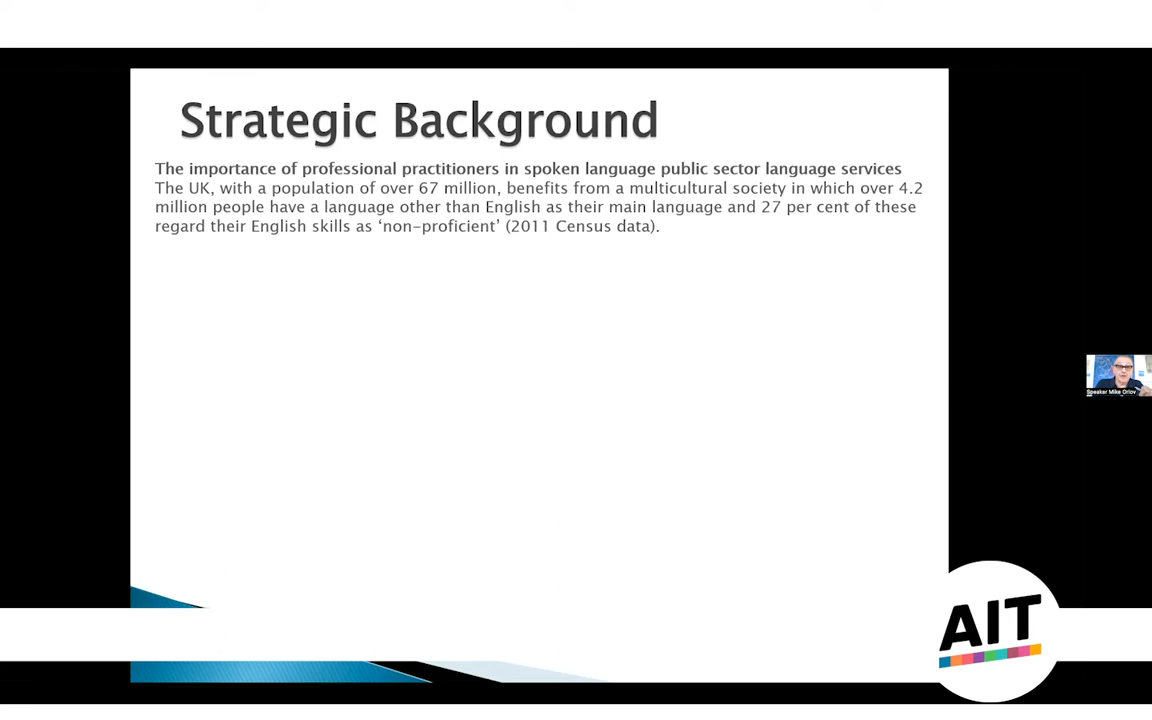 Strategic Background
The importance of professional practitioners in spoken language public sector language services
The UK, with a population of over 67 million, benefits from a multicultural society in which over 4.2
million people have a language other than English as their main language and 27 per cent of these
regard their English skills as ‘non-proficient’ (2011 Census data).
Speaker Mike Orlov
AIT